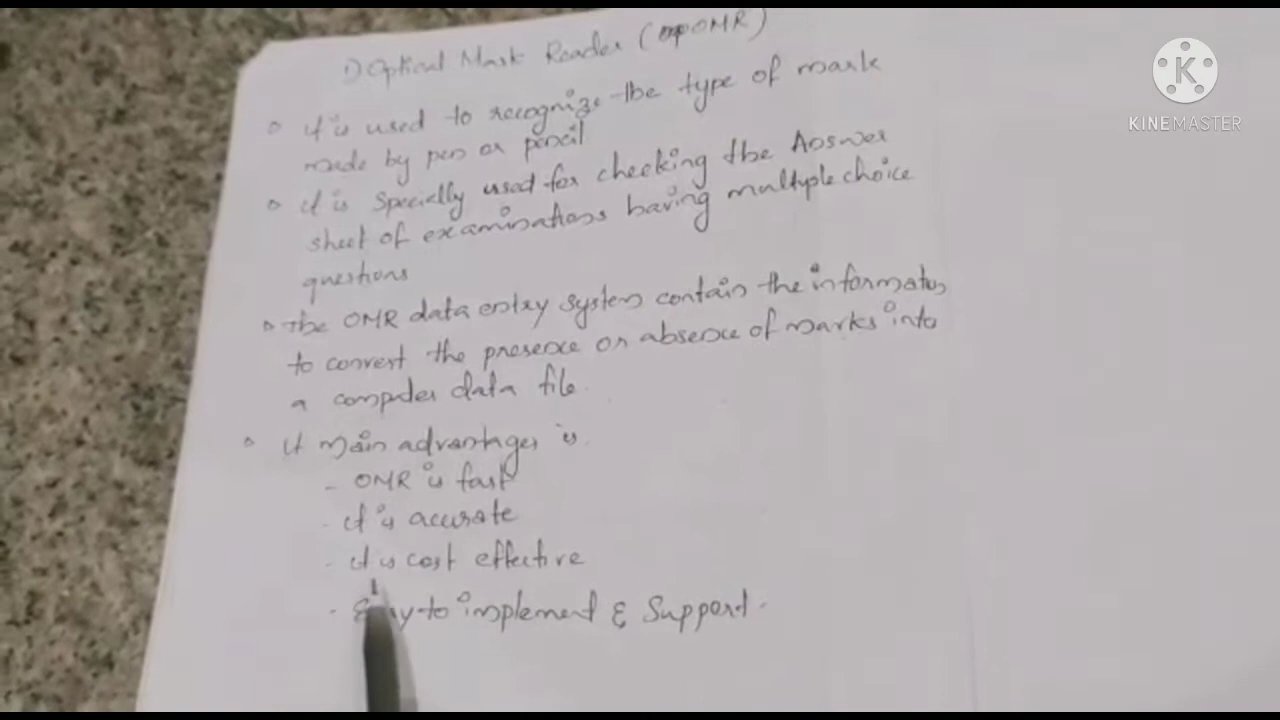 1) Optical Mark Reader (OMR)
it is used to recognize the type of mark
made by pen or pencil
it is specially used for checking the Answer
sheet of examinations having multiple choice
questions
the OMR data entry system contain the information
to convert the presence or absence of marks into
a computer data file.
it main advantages is.
- OMR is fast
- it is accurate
- it is cost effective
- Easy to implement & Support.
KINEMASTER